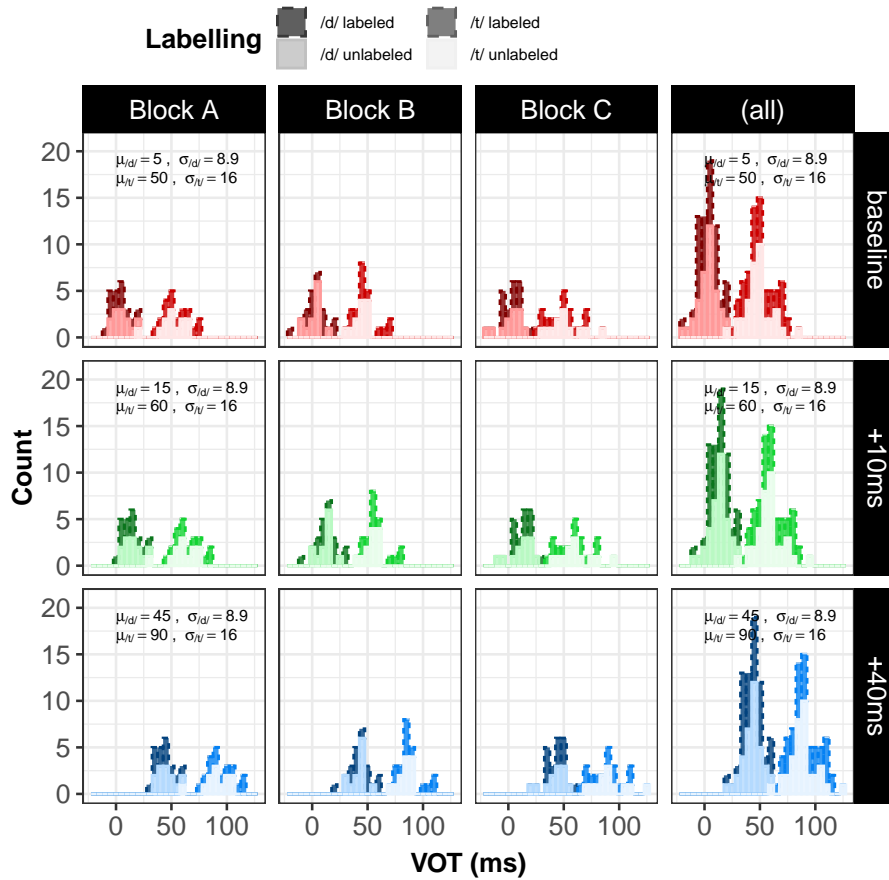 Labelling
/d/ labeled /t/ labeled
/d/ unlabeled /t/ unlabeled
Block A Block B Block C (all)
20
15
10
5
0
μ/d/ = 5 , σ/d/ = 8.9
μ/t/ = 50 , σ/t/ = 16
μ/d/ = 5 , σ/d/ = 8.9
μ/t/ = 50 , σ/t/ = 16
baseline
20
15
10
5
0
μ/d/ = 15 , σ/d/ = 8.9
μ/t/ = 60 , σ/t/ = 16
μ/d/ = 15 , σ/d/ = 8.9
μ/t/ = 60 , σ/t/ = 16
+10ms
Count
20
15
10
5
0
μ/d/ = 45 , σ/d/ = 8.9
μ/t/ = 90 , σ/t/ = 16
μ/d/ = 45 , σ/d/ = 8.9
μ/t/ = 90 , σ/t/ = 16
+40ms
0 50 100 0 50 100 0 50 100 0 50 100
VOT (ms)